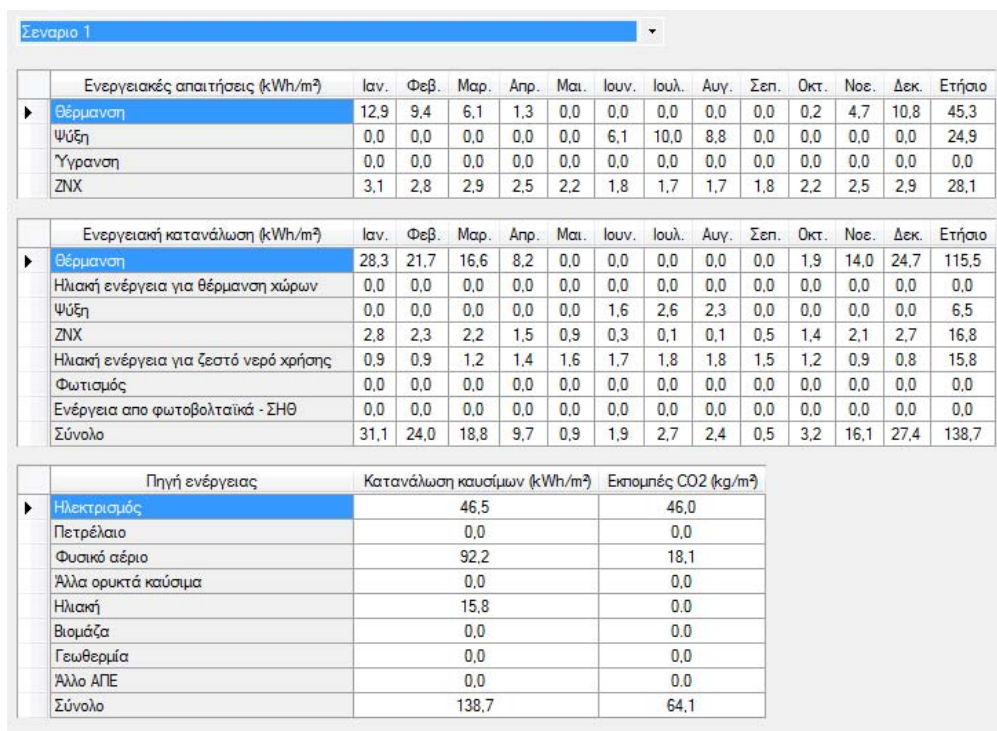 Σεναριο 1
Ενεργειακές απαιτήσεις (kWh/m²) Ιαν. Φεβ. Μαρ. Απρ. Μαι. Ιουν. Ιουλ. Αυγ. Σεπ. Οκτ. Νοε. Δεκ. Ετήσιο
Θέρμανση 12,9 9,4 6,1 1,3 0,0 0,0 0,0 0,0 0,0 0,2 4,7 10,8 45,3
Ψύξη 0,0 0,0 0,0 0,0 0,0 6,1 10,0 8,8 0,0 0,0 0,0 0,0 24,9
Ύγρανση 0,0 0,0 0,0 0,0 0,0 0,0 0,0 0,0 0,0 0,0 0,0 0,0 0,0
ZNX 3,1 2,8 2,9 2,5 2,2 1,8 1,7 1,7 1,8 2,2 2,5 2,9 28,1
Ενεργειακή κατανάλωση (kWh/m²) Ιαν. Φεβ. Μαρ. Απρ. Μαι. Ιουν. Ιουλ. Αυγ. Σεπ. Οκτ. Νοε. Δεκ. Ετήσιο
Θέρμανση 28,3 21,7 16,6 8,2 0,0 0,0 0,0 0,0 0,0 1,9 14,0 24,7 115,5
Ηλιακή ενέργεια για θέρμανση χώρων 0,0 0,0 0,0 0,0 0,0 0,0 0,0 0,0 0,0 0,0 0,0 0,0 0,0
Ψύξη 0,0 0,0 0,0 0,0 0,0 1,6 2,6 2,3 0,0 0,0 0,0 0,0 6,5
ZNX 2,8 2,3 2,2 1,5 0,9 0,3 0,1 0,1 0,5 1,4 2,1 2,7 16,8
Ηλιακή ενέργεια για ζεστό νερό χρήσης 0,9 0,9 1,2 1,4 1,6 1,7 1,8 1,8 1,5 1,2 0,9 0,8 15,8
Φωτισμός 0,0 0,0 0,0 0,0 0,0 0,0 0,0 0,0 0,0 0,0 0,0 0,0 0,0
Ενέργεια απο φωτοβολταϊκά - ΣΗΘ 0,0 0,0 0,0 0,0 0,0 0,0 0,0 0,0 0,0 0,0 0,0 0,0 0,0
Σύνολο 31,1 24,0 18,8 9,7 0,9 1,9 2,7 2,4 0,5 3,2 16,1 27,4 138,7
Πηγή ενέργειας Κατανάλωση καυσίμων (kWh/m²) Εκπομπές CO2 (kg/m²)
Ηλεκτρισμός 46,5 46,0
Πετρέλαιο 0,0 0,0
Φυσικό αέριο 92,2 18,1
Άλλα ορυκτά καύσιμα 0,0 0,0
Ηλιακή 15,8 0.0
Βιομάζα 0,0 0.0
Γεωθερμία 0,0 0,0
Άλλο ΑΠΕ 0,0 0.0
Σύνολο 138,7 64,1